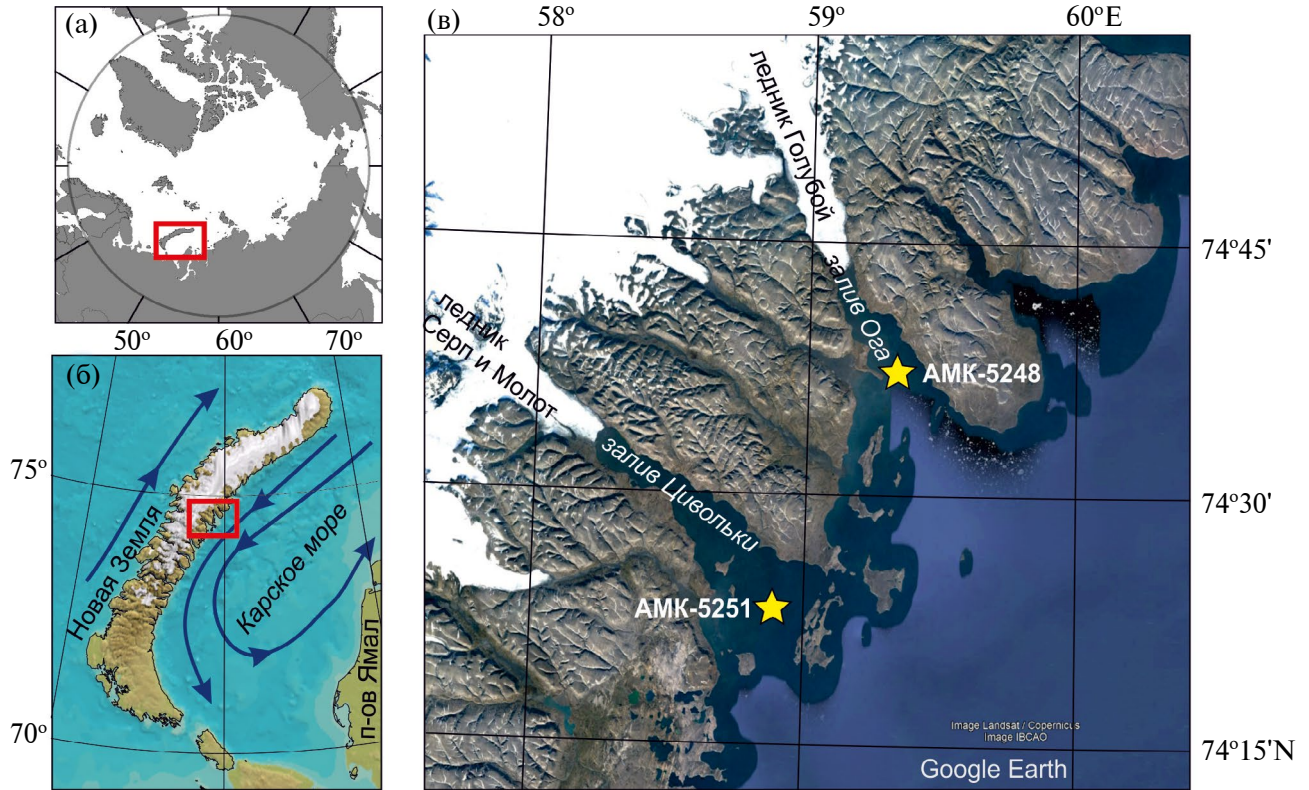 (а)
50° 60° 70°
(б)
75°
70°
Новая Земля
Карское море
п-ов Ямал
(в)
58° 59° 60°E
ледник Голубой
залив Ога
74°45'
ледник
Серп и Молот
АМК-5248
залив Цивольки
74°30'
АМК-5251
Image Landsat / Copernicus
Image IBCAO
74°15'N
Google Earth